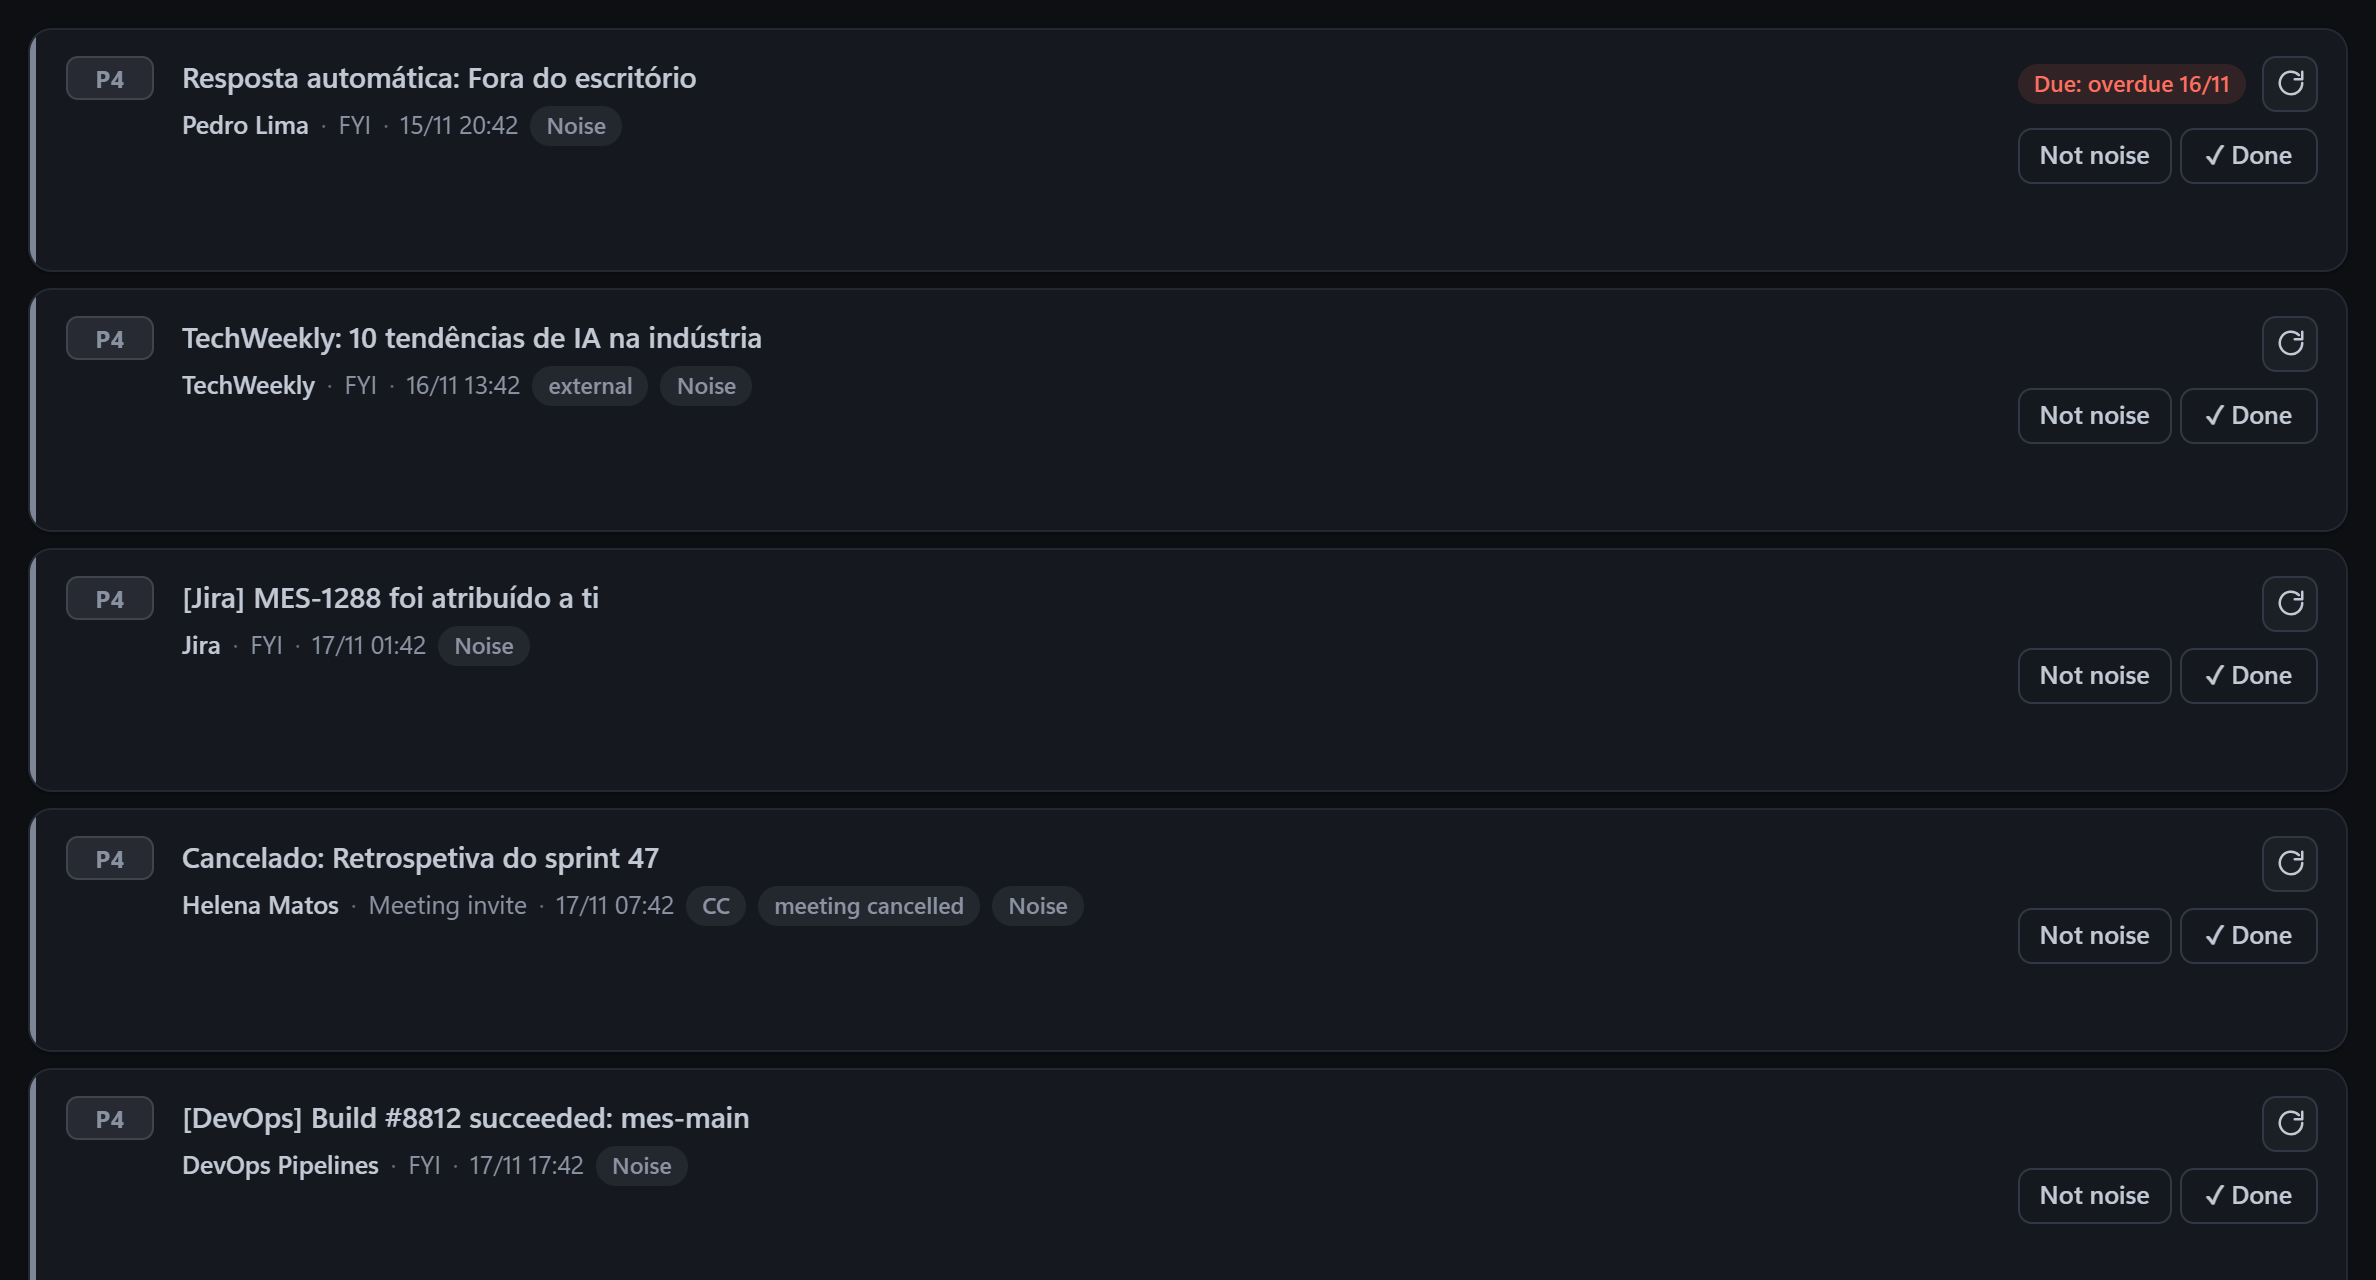 P4 Resposta automática: Fora do escritório Due: overdue 16/11
Pedro Lima · FYI · 15/11 20:42 Noise
Not noise ✓ Done
P4 TechWeekly: 10 tendências de IA na indústria
TechWeekly · FYI · 16/11 13:42 external Noise
Not noise ✓ Done
P4 [Jira] MES-1288 foi atribuído a ti
Jira · FYI · 17/11 01:42 Noise
Not noise ✓ Done
P4 Cancelado: Retrospetiva do sprint 47
Helena Matos · Meeting invite · 17/11 07:42 CC meeting cancelled Noise
Not noise ✓ Done
P4 [DevOps] Build #8812 succeeded: mes-main
DevOps Pipelines · FYI · 17/11 17:42 Noise
Not noise ✓ Done